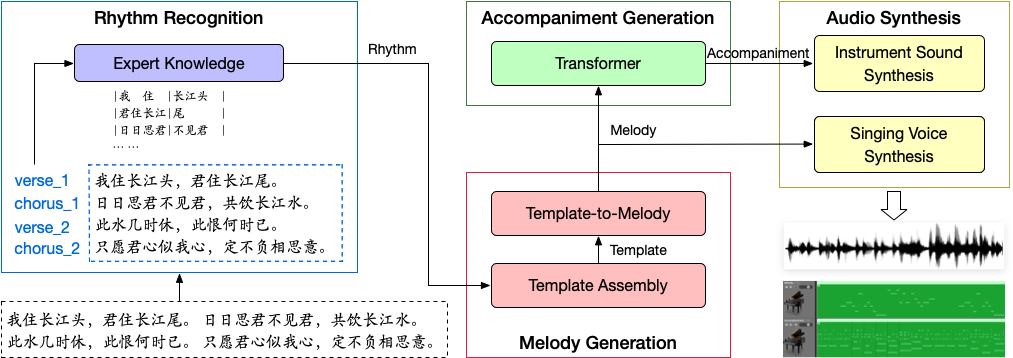 Rhythm Recognition
Expert Knowledge
|我 住 |长江头 |
|君住长江|尾 |
|日日思君|不见君 |
... ...
verse_1
我住长江头，君住长江尾。
chorus_1
日日思君不见君，共饮长江水。
verse_2
此水几时休，此恨何时已。
chorus_2
只愿君心似我心，定不负相思意。
我住长江头，君住长江尾。 日日思君不见君，共饮长江水。
此水几时休，此恨何时已。 只愿君心似我心，定不负相思意。
Rhythm
Accompaniment Generation
Transformer
Accompaniment
Melody
Template-to-Melody
Template
Template Assembly
Melody Generation
Audio Synthesis
Instrument Sound
Synthesis
Singing Voice
Synthesis